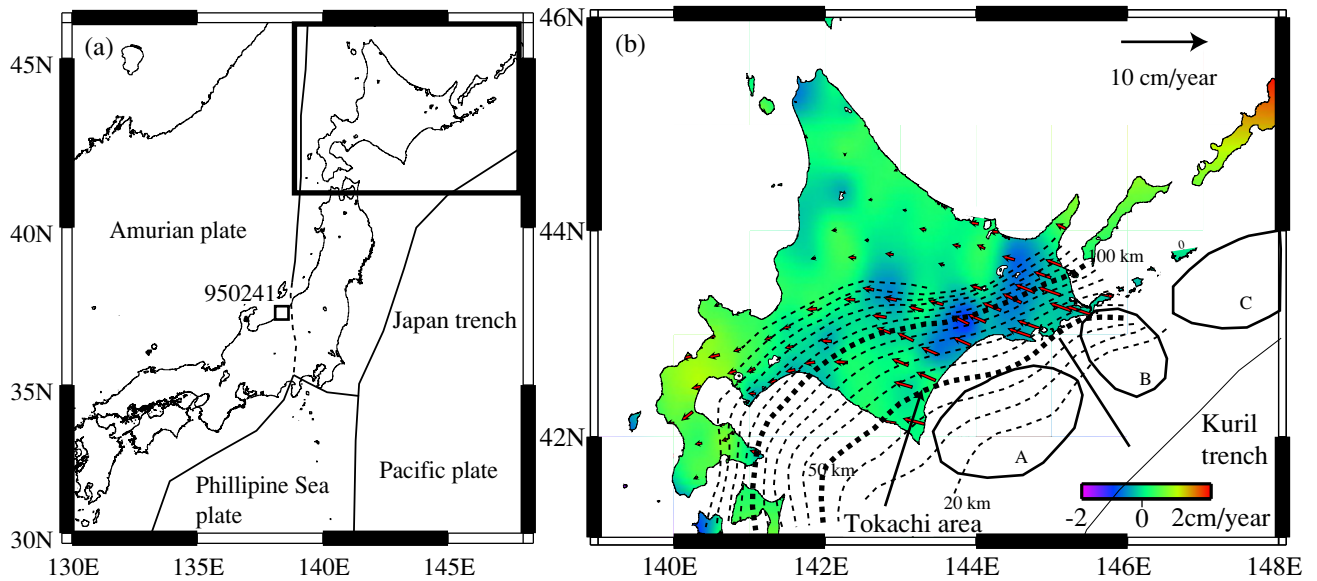 (a)
45N
40N
35N
30N
130E
135E
140E
145E
Amurian plate
950241
Japan trench
Pacific plate
Phillipine Sea
plate
(b)
46N
44N
42N
140E
142E
144E
146E
148E
10 cm/year
100 km
0
C
B
A
50 km
20 km
Tokachi area
Kuril
trench
-2
0
2cm/year